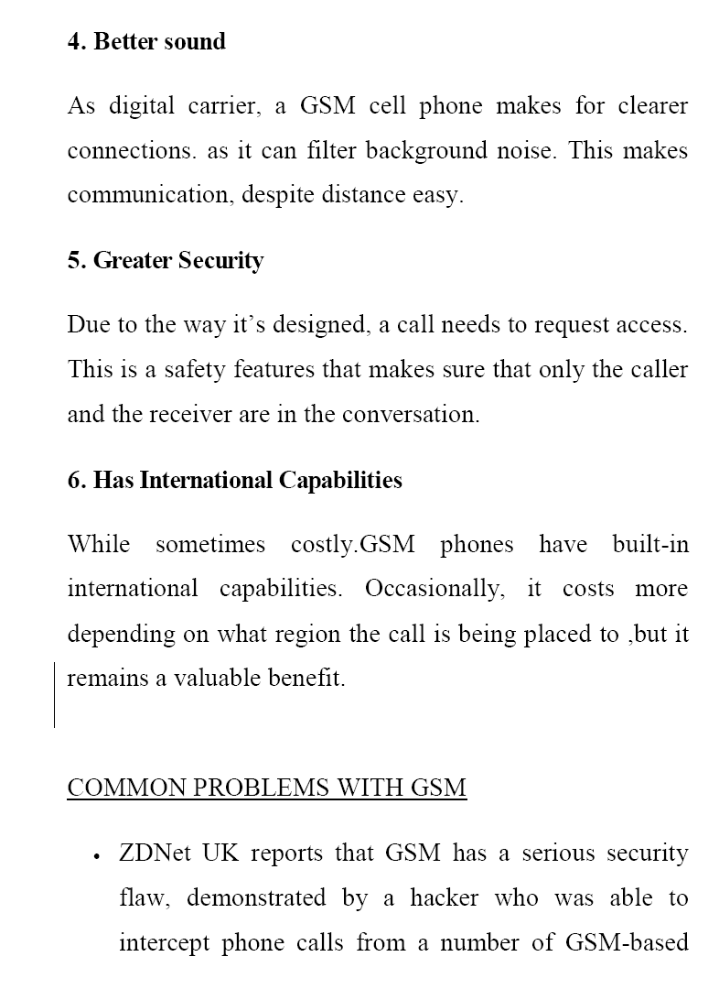 4. Better sound
As digital carrier, a GSM cell phone makes for clearer
connections. as it can filter background noise. This makes
communication, despite distance easy.
5. Greater Security
Due to the way it’s designed, a call needs to request access.
This is a safety features that makes sure that only the caller
and the receiver are in the conversation.
6. Has International Capabilities
While sometimes costly.GSM phones have built-in
international capabilities. Occasionally, it costs more
depending on what region the call is being placed to ,but it
remains a valuable benefit.
COMMON PROBLEMS WITH GSM
• ZDNet UK reports that GSM has a serious security
flaw, demonstrated by a hacker who was able to
intercept phone calls from a number of GSM-based